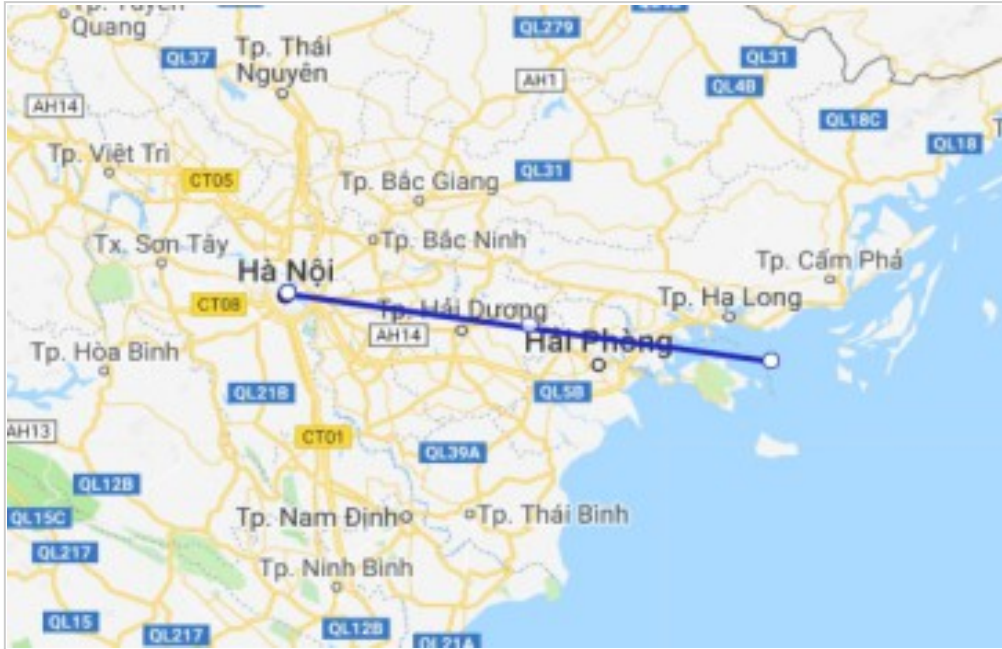 Tp. Tuyên
Quang
QL37
Tp. Thái
Nguyên
QL279
AH1
QL31
QL4B
QL18C
QL18
AH14
Tp. Việt Trì
CT05
Tp. Bắc Giang
QL31
Tx. Sơn Tây
Tp. Bắc Ninh
Tp. Cẩm Phả
Hà Nội
CT08
Tp. Hải Dương
Tp. Hạ Long
AH14
Hải Phòng
Tp. Hòa Bình
QL21B
QL5B
AH13
CT01
QL39A
QL12B
QL15C
Tp. Nam Định
Tp. Thái Bình
QL217
Tp. Ninh Bình
QL15
QL217
QL12B
QL21A